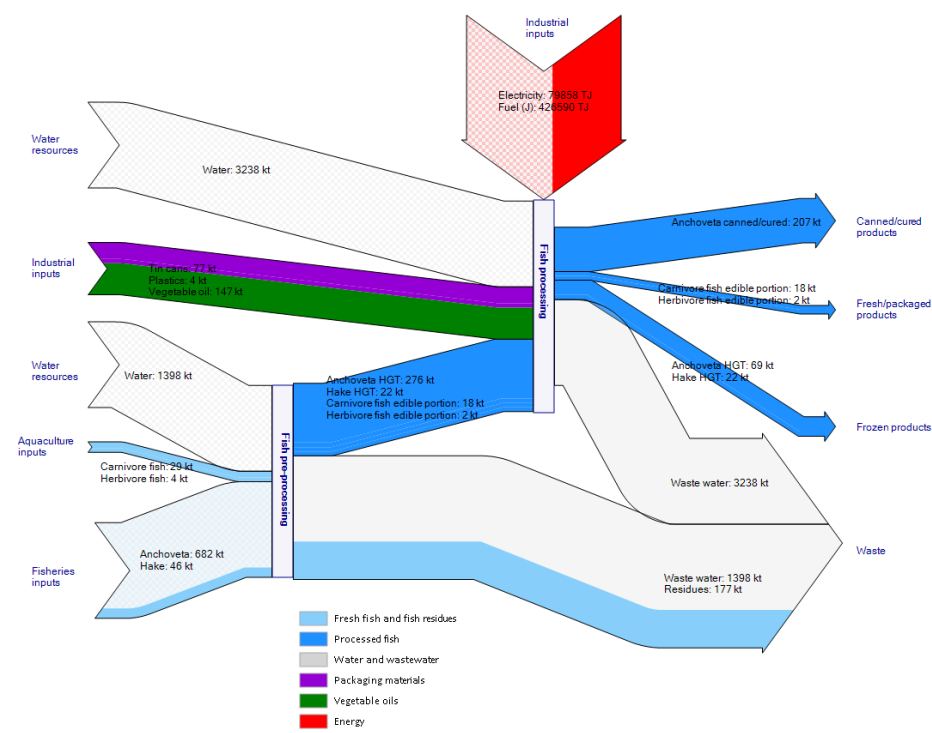 Industrial
inputs
Electricity: 79858 TJ
Fuel (J): 426590 TJ
Water
resources
Water: 3238 kt
Anchoveta canned/cured: 207 kt
Canned/cured
products
Fish processing
Industrial
inputs
Tin cans: 77 kt
Plastics: 4 kt
Vegetable oil: 147 kt
Carnivore fish edible portion: 18 kt
Herbivore fish edible portion: 2 kt
Fresh/packaged
products
Water
resources
Water: 1398 kt
Anchoveta HGT: 276 kt
Hake HGT: 22 kt
Carnivore fish edible portion: 18 kt
Herbivore fish edible portion: 2 kt
Anchoveta HGT: 69 kt
Hake HGT: 22 kt
Frozen products
Aquaculture
inputs
Carnivore fish: 29 kt
Herbivore fish: 4 kt
Fish pre-processing
Waste water: 3238 kt
Waste
Fisheries
inputs
Anchoveta: 682 kt
Hake: 46 kt
Waste water: 1398 kt
Residues: 177 kt
Fresh fish and fish residues
Processed fish
Water and wastewater
Packaging materials
Vegetable oils
Energy